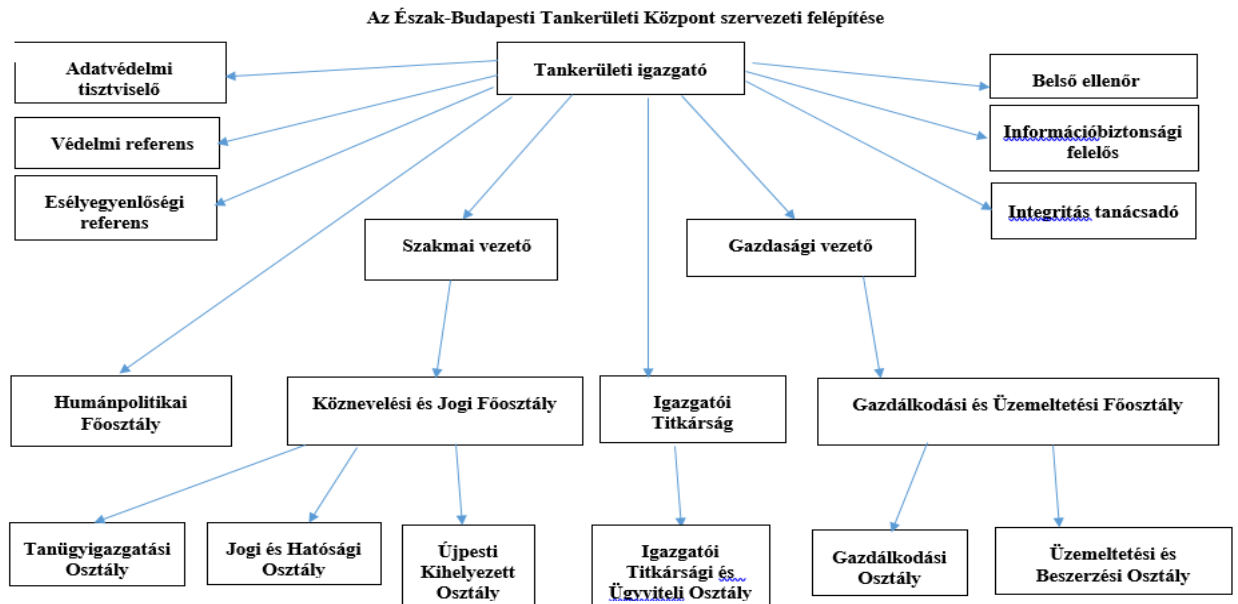 Az Észak-Budapesti Tankerületi Központ szervezeti felépítése
Adatvédelmi
tisztviselő
Tankerületi igazgató
Belső ellenőr
Védelmi referens
Információbiztonsági
felelős
Esélyegyenlőségi
referens
Integritás tanácsadó
Szakmai vezető
Gazdasági vezető
Humánpolitikai
Főosztály
Köznevelési és Jogi Főosztály
Igazgatói
Titkárság
Gazdálkodási és Üzemeltetési Főosztály
Tanügyigazgatási
Osztály
Jogi és Hatósági
Osztály
Újpesti
Kihelyezett
Osztály
Igazgatói
Titkársági és
Ügyviteli Osztály
Gazdálkodási
Osztály
Üzemeltetési és
Beszerzési Osztály